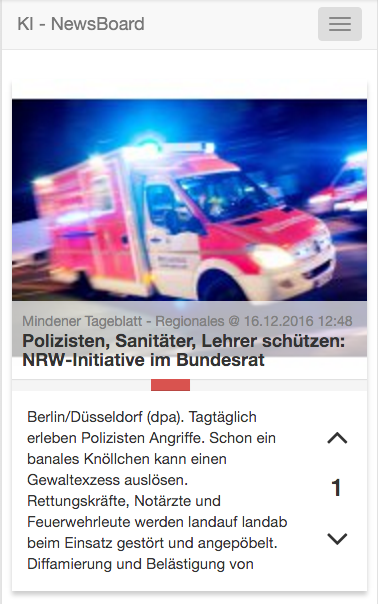 KI - NewsBoard
Mindener Tageblatt - Regionales @ 16.12.2016 12:48
Polizisten, Sanitäter, Lehrer schützen:
NRW-Initiative im Bundesrat
Berlin/Düsseldorf (dpa). Tagtäglich
erleben Polizisten Angriffe. Schon ein
banales Knöllchen kann einen
Gewaltexzess auslösen.
Rettungskräfte, Notärzte und
Feuerwehrleute werden landauf landab
beim Einsatz gestört und angepöbelt.
Diffamierung und Belästigung von
1